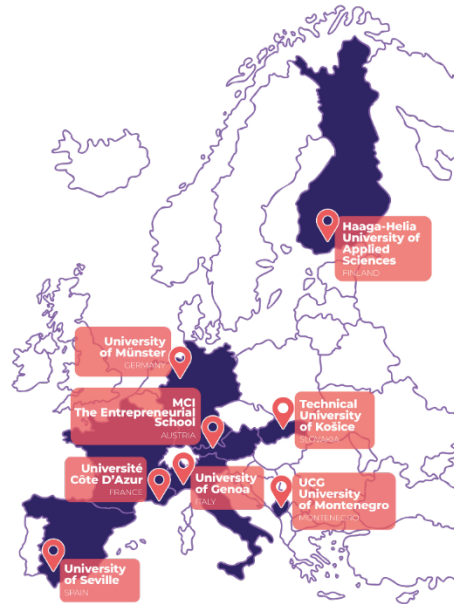 Haaga-Helia
University of
Applied
Sciences
FINLAND
University
of Münster
GERMANY
MCI
The Entrepreneurial
School
AUSTRIA
Technical
University
of Košice
SLOVAKIA
Université
Côte D'Azur
FRANCE
University
of Genoa
ITALY
UCG
University
of Montenegro
MONTENEGRO
University
of Seville
SPAIN